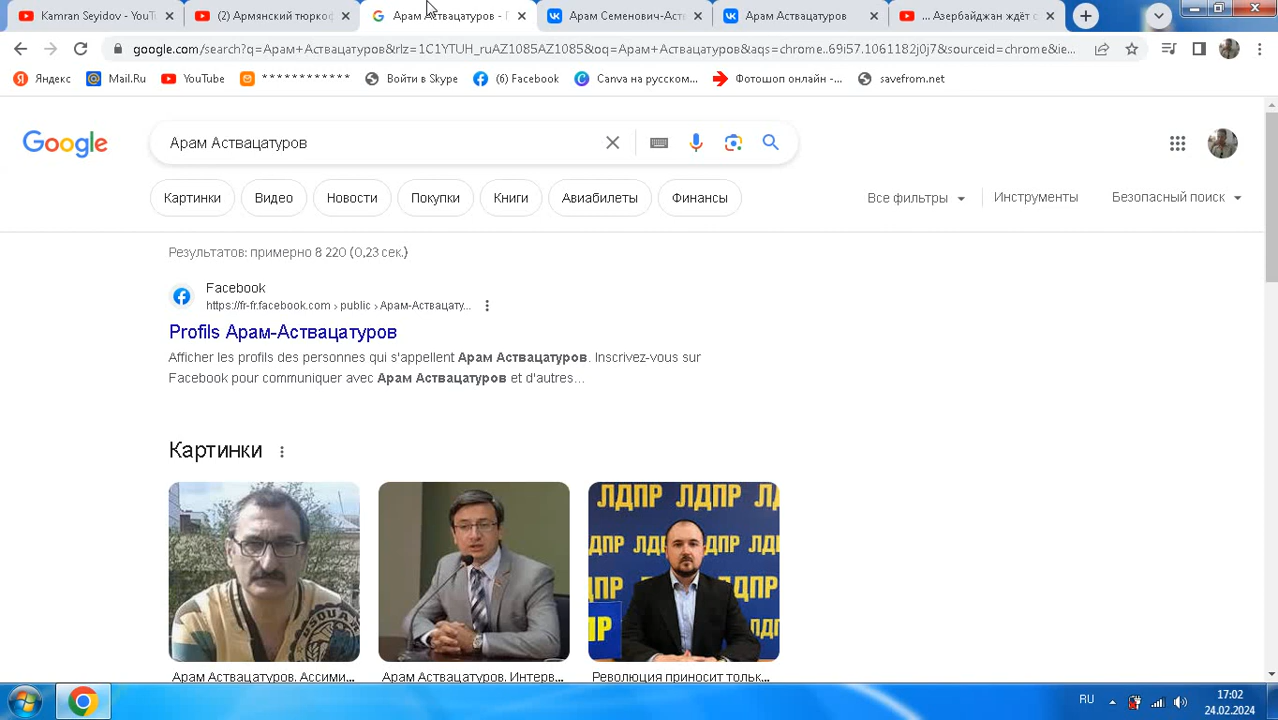 Kamran Seyidov - YouT
(2) Армянский тюркоф
Арам Аствацатуров - 
Арам Семенович-Аств
Арам Аствацатуров
... Азербайджан ждёт с
google.com/search?q=Арам+Аствацатуров&rlz=1C1YTUH_ruAZ1085AZ1085&oq=Арам+Аствацатуров&aqs=chrome..69i57.1061182j0j7&sourceid=chrome&ie...
Яндекс
Mail.Ru
YouTube
* * * * * * * * * * * *
Войти в Skype
(6) Facebook
Canva на русском...
Фотошоп онлайн -...
savefrom.net
Google
Арам Аствацатуров
Картинки
Видео
Новости
Покупки
Книги
Авиабилеты
Финансы
Все фильтры
Инструменты
Безопасный поиск
Результатов: примерно 8 220 (0,23 сек.)
Facebook
https://fr-fr.facebook.com › public › Арам-Аствацату...
Profils Арам-Аствацатуров
Afficher les profils des personnes qui s'appellent Арам Аствацатуров. Inscrivez-vous sur
Facebook pour communiquer avec Арам Аствацатуров et d'autres...
Картинки
ЛДПР ЛДПР
ЛДПР
Арам Аствацатуров. Ассими...
Арам Аствацатуров. Интерв...
Революция приносит тольк...
RU
17:02
24.02.2024